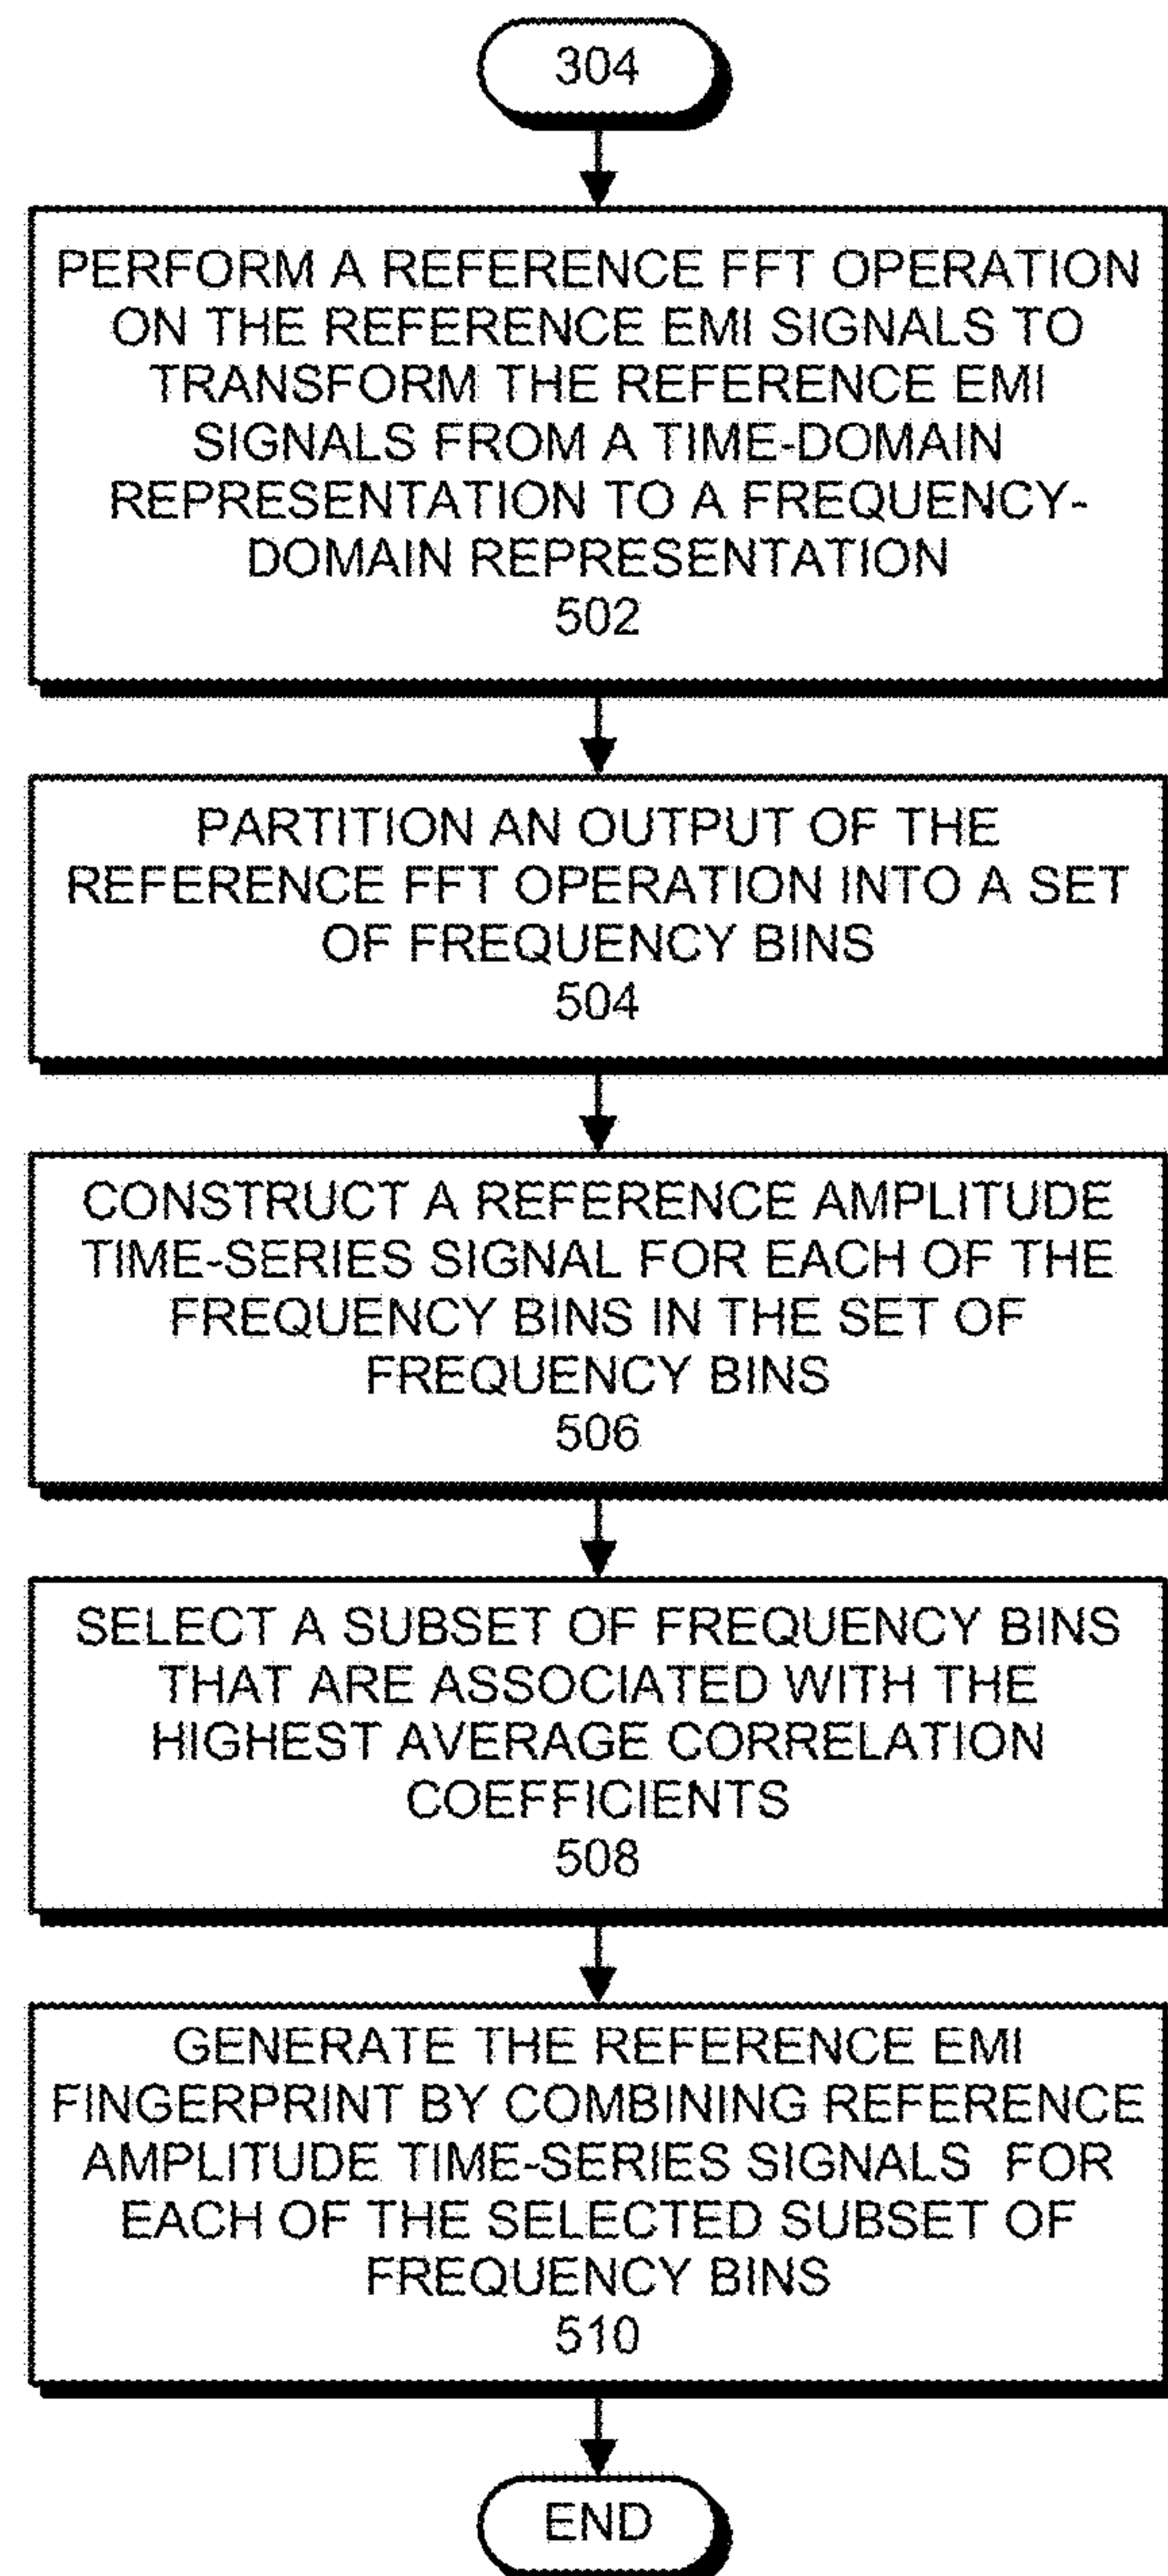 304
PERFORM A REFERENCE FFT OPERATION
ON THE REFERENCE EMI SIGNALS TO
TRANSFORM THE REFERENCE EMI
SIGNALS FROM A TIME-DOMAIN
REPRESENTATION TO A FREQUENCY-
DOMAIN REPRESENTATION
502
PARTITION AN OUTPUT OF THE
REFERENCE FFT OPERATION INTO A SET
OF FREQUENCY BINS
504
CONSTRUCT A REFERENCE AMPLITUDE
TIME-SERIES SIGNAL FOR EACH OF THE
FREQUENCY BINS IN THE SET OF
FREQUENCY BINS
506
SELECT A SUBSET OF FREQUENCY BINS
THAT ARE ASSOCIATED WITH THE
HIGHEST AVERAGE CORRELATION
COEFFICIENTS
508
GENERATE THE REFERENCE EMI
FINGERPRINT BY COMBINING REFERENCE
AMPLITUDE TIME-SERIES SIGNALS FOR
EACH OF THE SELECTED SUBSET OF
FREQUENCY BINS
510
END